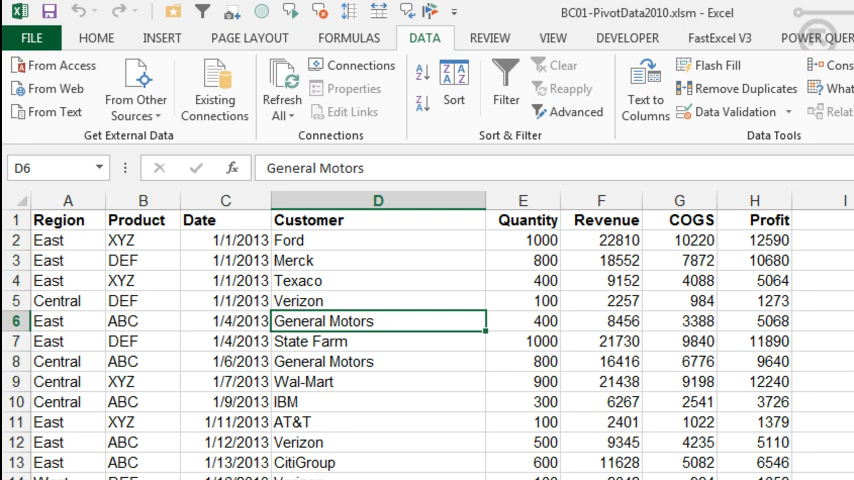 BC01-PivotData2010.xlsm - Excel
FILE HOME INSERT PAGE LAYOUT FORMULAS DATA REVIEW VIEW DEVELOPER FastExcel V3 POWER QUER
From Access
From Web
From Text
From Other Sources
Existing Connections
Get External Data
Refresh All
Connections
Properties
Edit Links
Connections
Sort
Filter
Clear
Reapply
Advanced
Sort & Filter
Text to Columns
Flash Fill
Remove Duplicates
Data Validation
Cons
What
Relat
Data Tools
D6 fx General Motors
A B C D E F G H I
1 Region Product Date Customer Quantity Revenue COGS Profit
2 East XYZ 1/1/2013 Ford 1000 22810 10220 12590
3 East DEF 1/1/2013 Merck 800 18552 7872 10680
4 East XYZ 1/1/2013 Texaco 400 9152 4088 5064
5 Central DEF 1/1/2013 Verizon 100 2257 984 1273
6 East ABC 1/4/2013 General Motors 400 8456 3388 5068
7 East DEF 1/4/2013 State Farm 1000 21730 9840 11890
8 Central ABC 1/6/2013 General Motors 800 16416 6776 9640
9 Central XYZ 1/7/2013 Wal-Mart 900 21438 9198 12240
10 Central ABC 1/9/2013 IBM 300 6267 2541 3726
11 East XYZ 1/11/2013 AT&T 100 2401 1022 1379
12 East ABC 1/12/2013 Verizon 500 9345 4235 5110
13 East ABC 1/13/2013 CitiGroup 600 11628 5082 6546